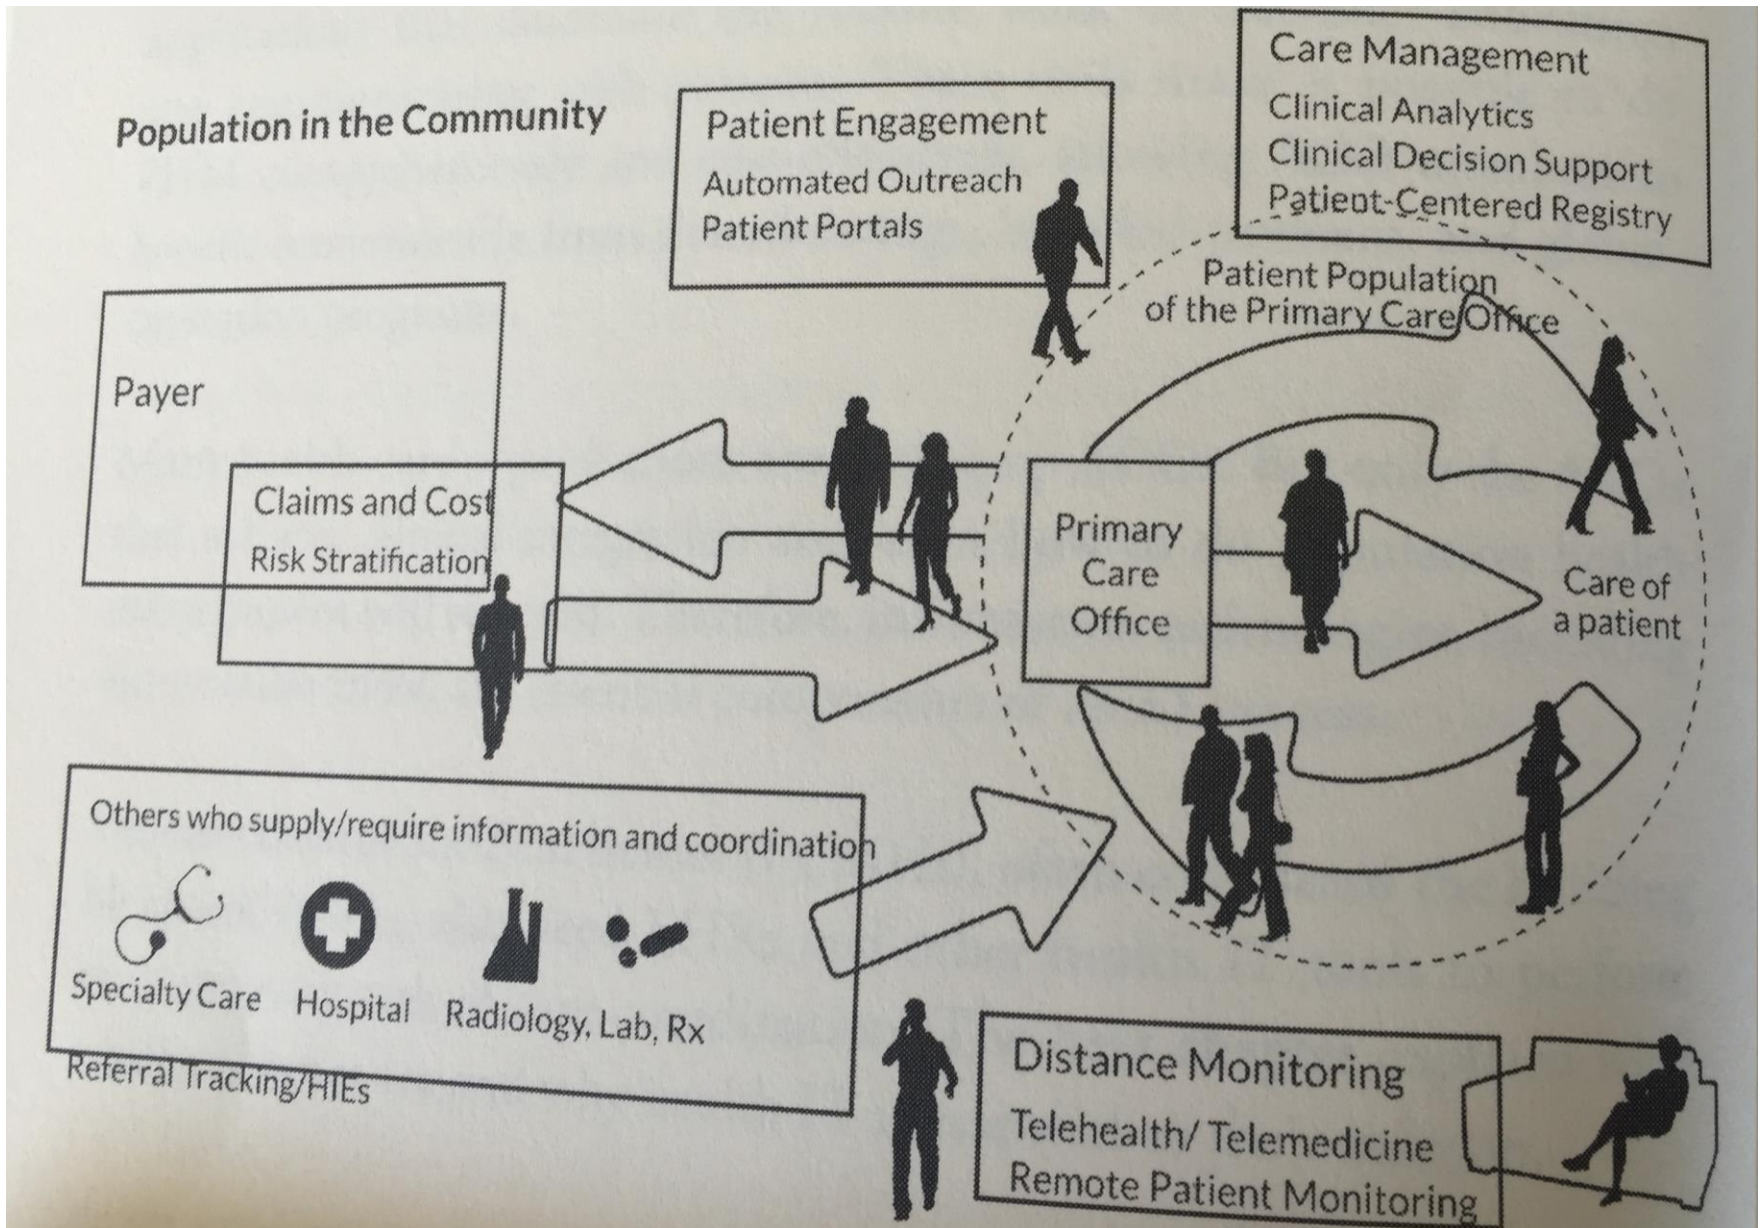 Population in the Community
Patient Engagement
Automated Outreach
Patient Portals
Care Management
Clinical Analytics
Clinical Decision Support
Patient-Centered Registry
Patient Population
of the Primary Care Office
Payer
Claims and Cost
Risk Stratification
Primary
Care
Office
Care of
a patient
Others who supply/require information and coordination
Specialty Care
Hospital
Radiology, Lab, Rx
Referral Tracking/HIEs
Distance Monitoring
Telehealth/ Telemedicine
Remote Patient Monitoring